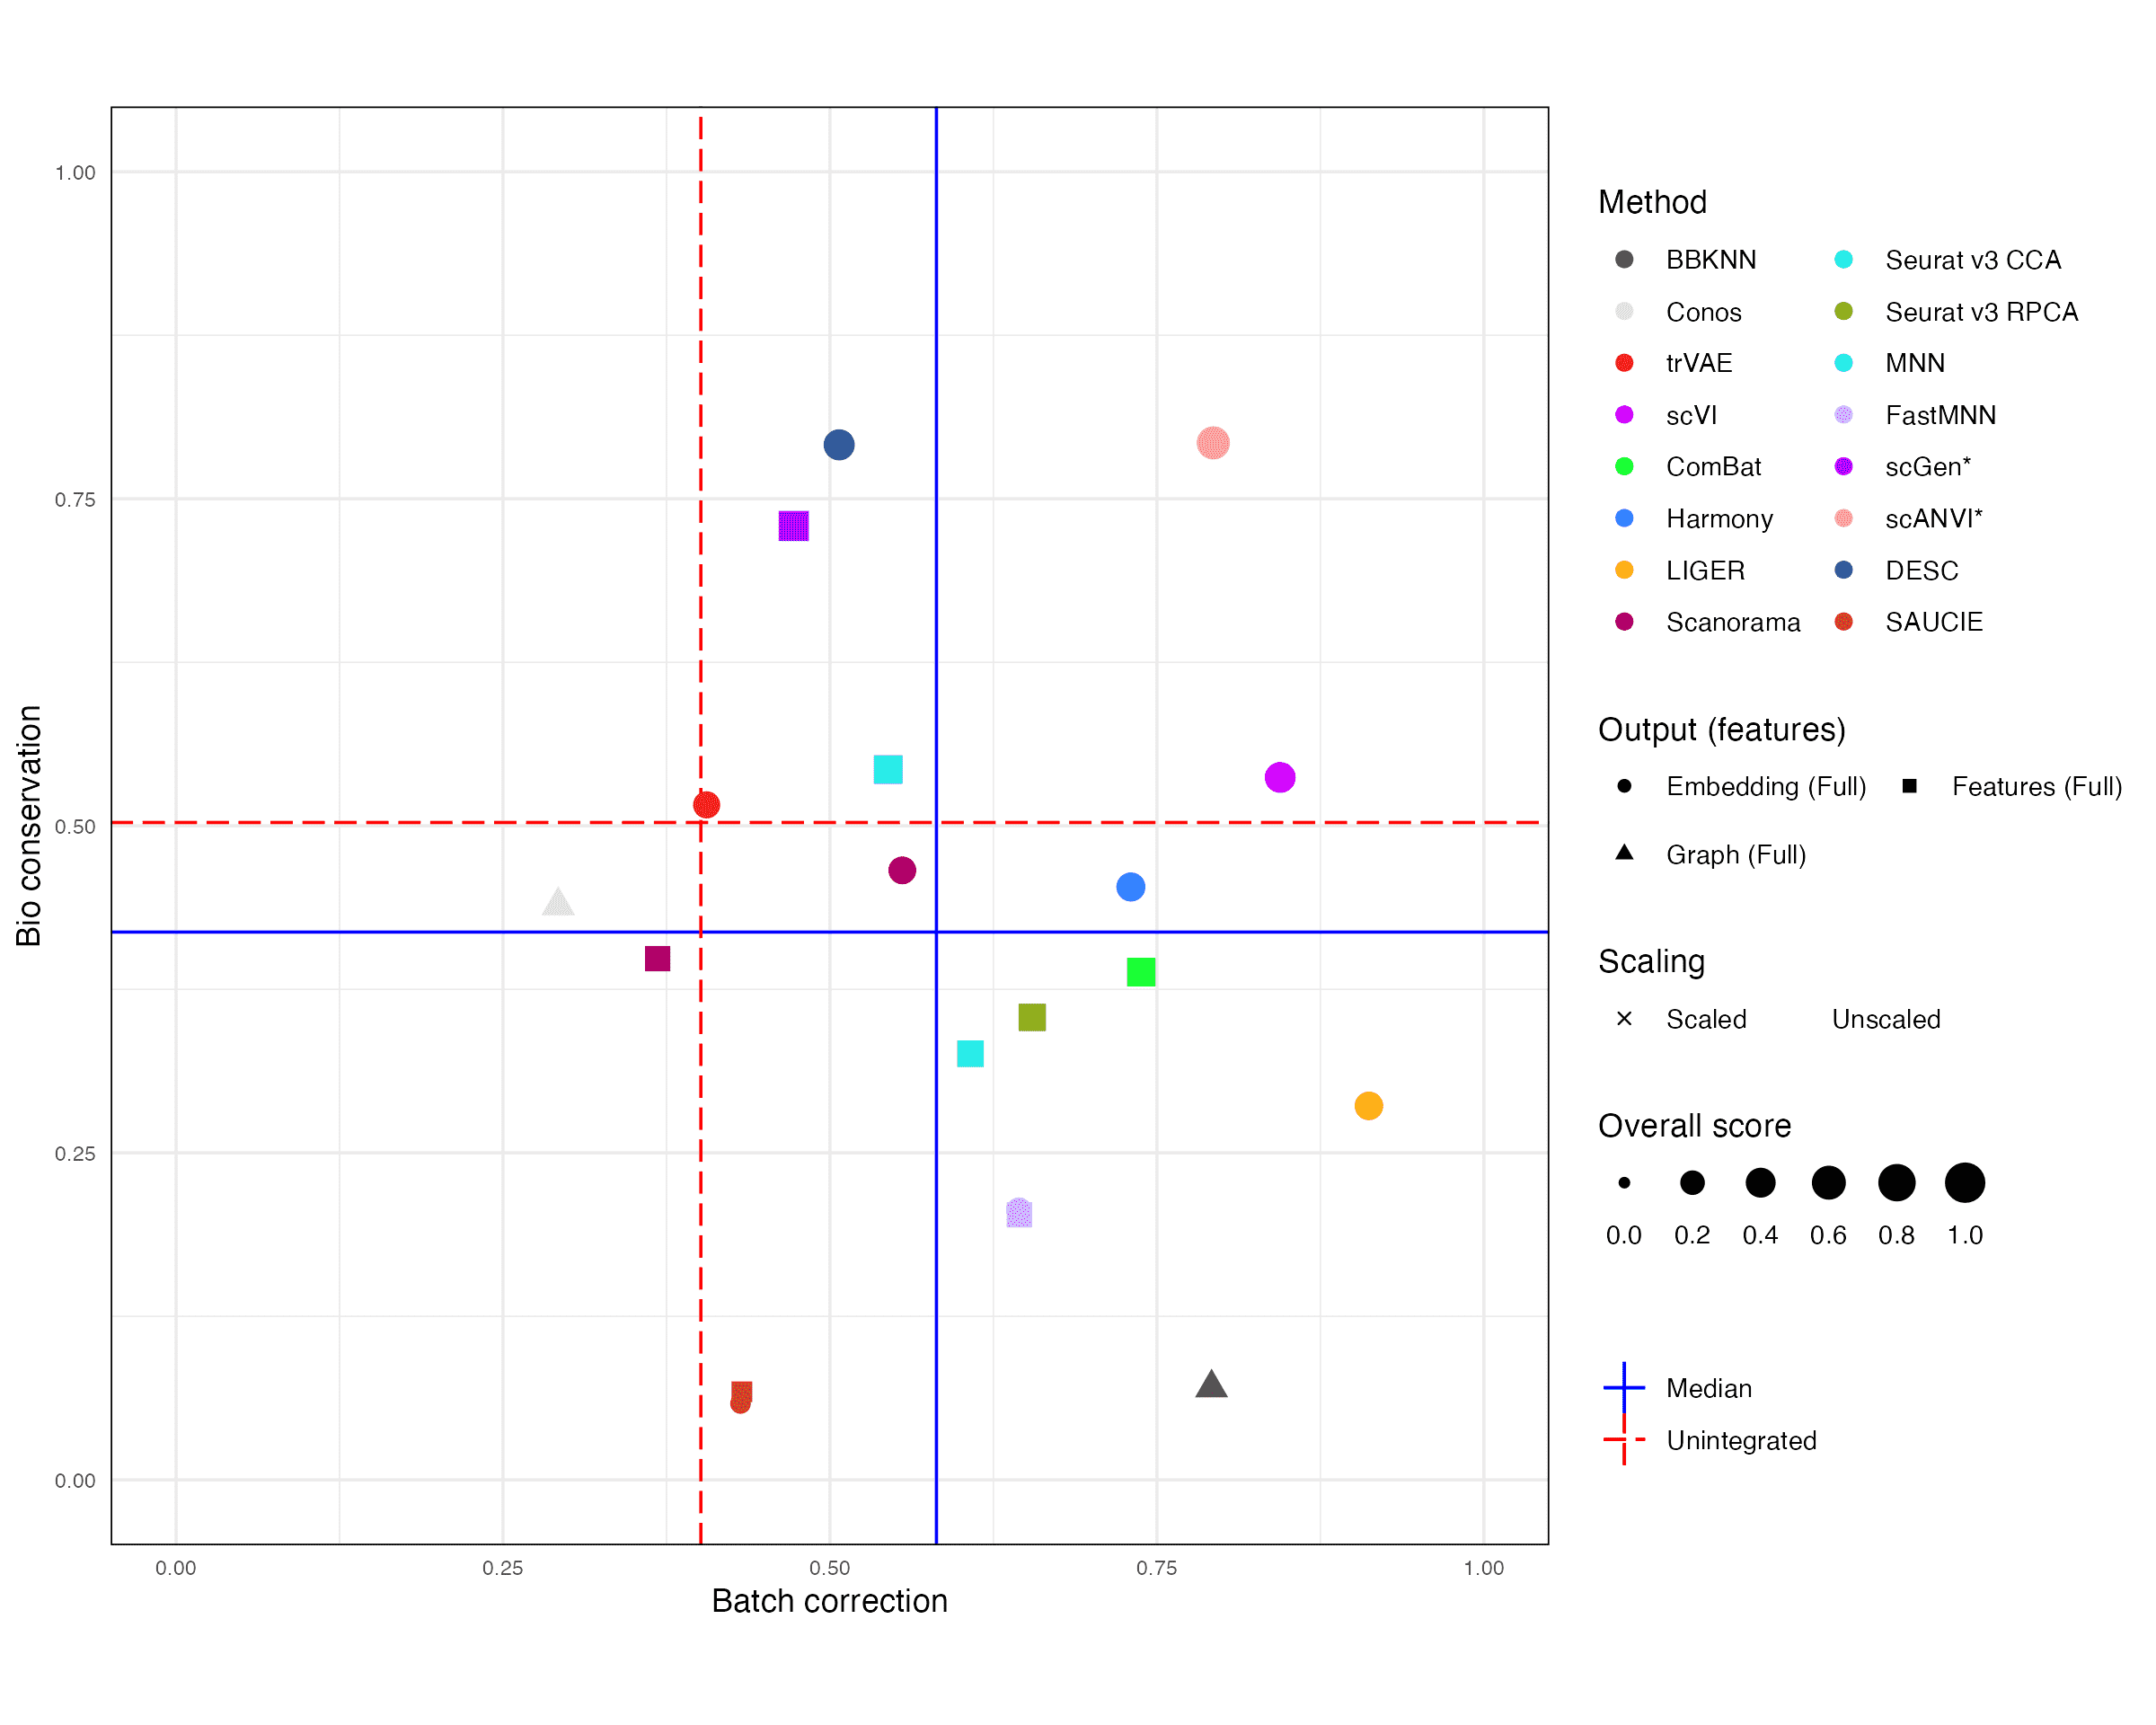 1.00
0.75
0.50
0.25
0.00
Bio conservation
0.00 0.25 0.50 0.75 1.00
Batch correction
Method
BBKNN Seurat v3 CCA
Conos Seurat v3 RPCA
trVAE MNN
scVI FastMNN
ComBat scGen*
Harmony scANVI*
LIGER DESC
Scanorama SAUCIE
Output (features)
Embedding (Full) Features (Full)
Graph (Full)
Scaling
Scaled Unscaled
Overall score
0.0 0.2 0.4 0.6 0.8 1.0
Median
Unintegrated